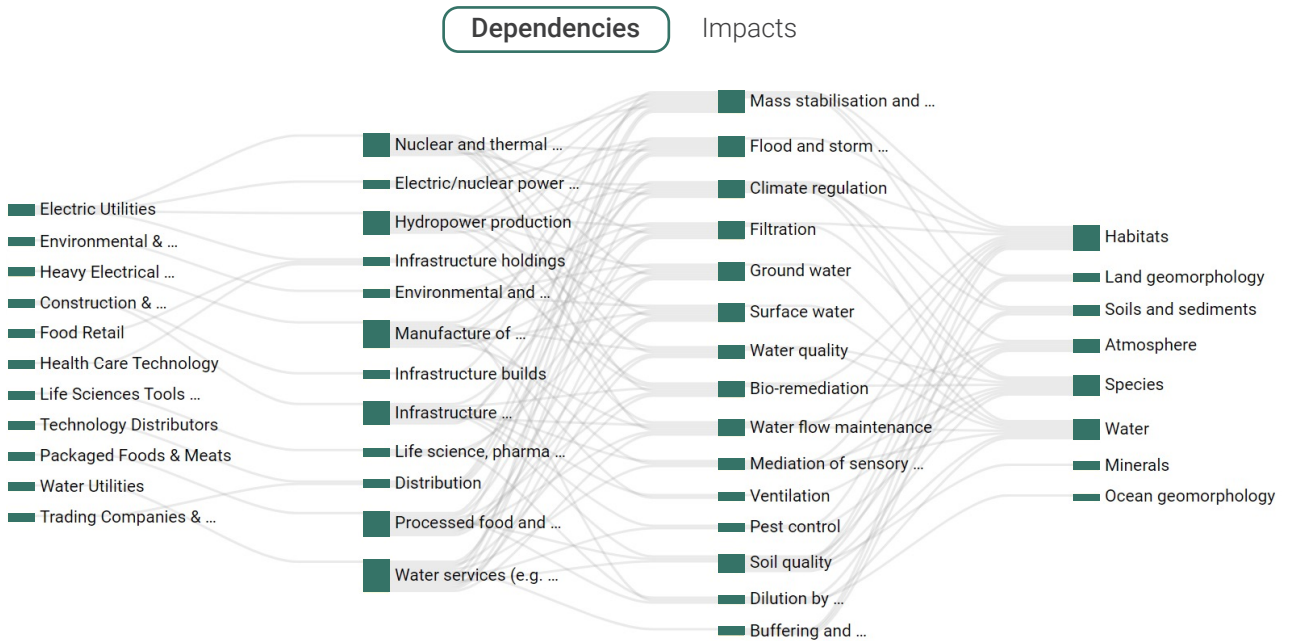 Dependencies Impacts
Electric Utilities
Environmental & ...
Heavy Electrical ...
Construction & ...
Food Retail
Health Care Technology
Life Sciences Tools ...
Technology Distributors
Packaged Foods & Meats
Water Utilities
Trading Companies & ...
Nuclear and thermal ...
Electric/nuclear power ...
Hydropower production
Infrastructure holdings
Environmental and ...
Manufacture of ...
Infrastructure builds
Infrastructure ...
Life science, pharma ...
Distribution
Processed food and ...
Water services (e.g. ...
Mass stabilisation and ...
Flood and storm ...
Climate regulation
Filtration
Ground water
Surface water
Water quality
Bio-remediation
Water flow maintenance
Mediation of sensory ...
Ventilation
Pest control
Soil quality
Dilution by ...
Buffering and ...
Habitats
Land geomorphology
Soils and sediments
Atmosphere
Species
Water
Minerals
Ocean geomorphology